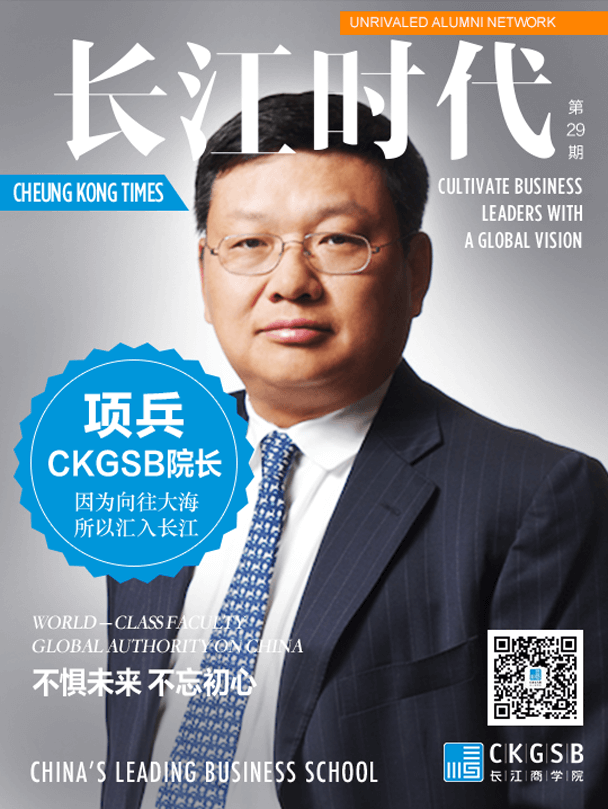 UNRIVALED ALUMNI NETWORK
长江时代
第
29
期
CHEUNG KONG TIMES
CULTIVATE BUSINESS
LEADERS WITH
A GLOBAL VISION
项兵
CKGSB院长
因为向往大海
所以汇入长江
WORLD—CLASS FACULTY
GLOBAL AUTHORITY ON CHINA
不惧未来 不忘初心
CHINA'S LEADING BUSINESS SCHOOL
CKGSB
长江商学院